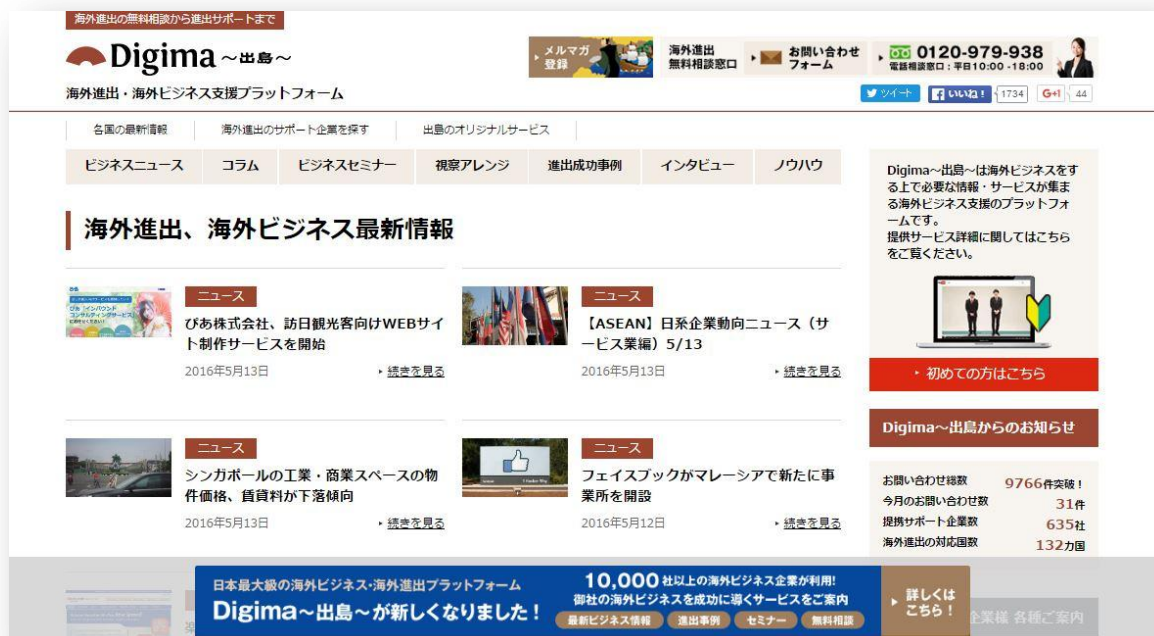 海外進出の無料相談から進出サポートまで
Digima～出島～
海外進出・海外ビジネス支援プラットフォーム
メルマガ
登録
海外進出
無料相談窓口
お問い合わせ
フォーム
0120-979-938
電話相談窓口：平日10:00-18:00
ツイート
いいね！
1734
G+1
44
各国の最新情報
海外進出のサポート企業を探す
出島のオリジナルサービス
ビジネスニュース
コラム
ビジネスセミナー
視察アレンジ
進出成功事例
インタビュー
ノウハウ
海外進出、海外ビジネス最新情報
ニュース
ぴあ株式会社、訪日観光客向けWEBサイ
ト制作サービスを開始
2016年5月13日
続きを見る
ニュース
【ASEAN】日系企業動向ニュース（サ
ービス業編）5/13
2016年5月13日
続きを見る
ニュース
シンガポールの工業・商業スペースの物
件価格、賃貸料が下落傾向
2016年5月13日
続きを見る
ニュース
フェイスブックがマレーシアで新たに事
業所を開設
2016年5月12日
続きを見る
Digima～出島～は海外ビジネスをす
る上で必要な情報・サービスが集ま
る海外ビジネス支援のプラットフォ
ームです。
提供サービス詳細に関してはこちら
をご覧ください。
初めての方はこちら
Digima～出島からのお知らせ
お問い合わせ総数 9766件突破！
今月のお問い合わせ数 31件
提携サポート企業数 635社
海外進出の対応国数 132カ国
日本最大級の海外ビジネス・海外進出プラットフォーム
Digima～出島～が新しくなりました！
10,000社以上の海外ビジネス企業が利用!
御社の海外ビジネスを成功に導くサービスをご案内
最新ビジネス情報
進出事例
セミナー
無料相談
詳しくは
こちら！
企業様 各種ご案内